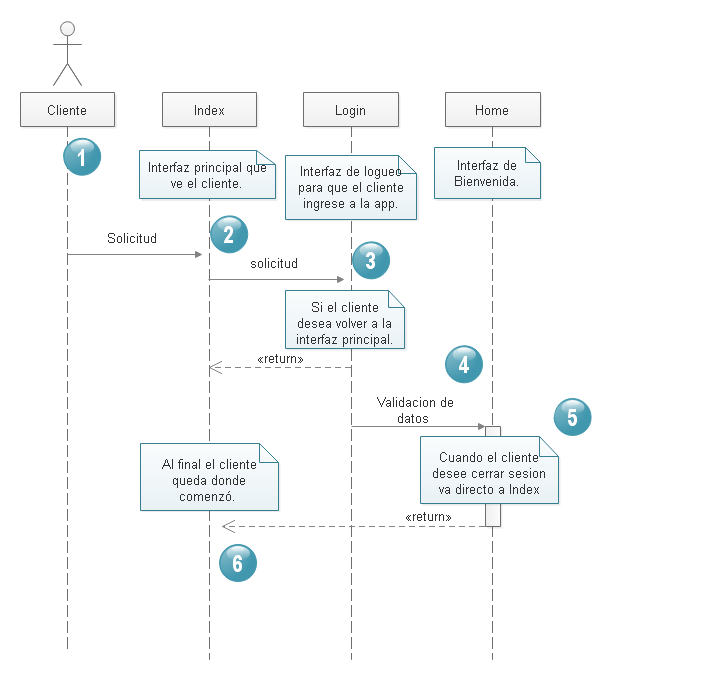 Cliente
Index
Login
Home
1
Interfaz principal que
ve el cliente.
Interfaz de logueo
para que el cliente
ingrese a la app.
Interfaz de
Bienvenida.
2
Solicitud
solicitud
3
Si el cliente
desea volver a la
interfaz principal.
«return»
4
Validacion de
datos
5
Al final el cliente
queda donde
comenzó.
Cuando el cliente
desee cerrar sesion
va directo a Index
«return»
6